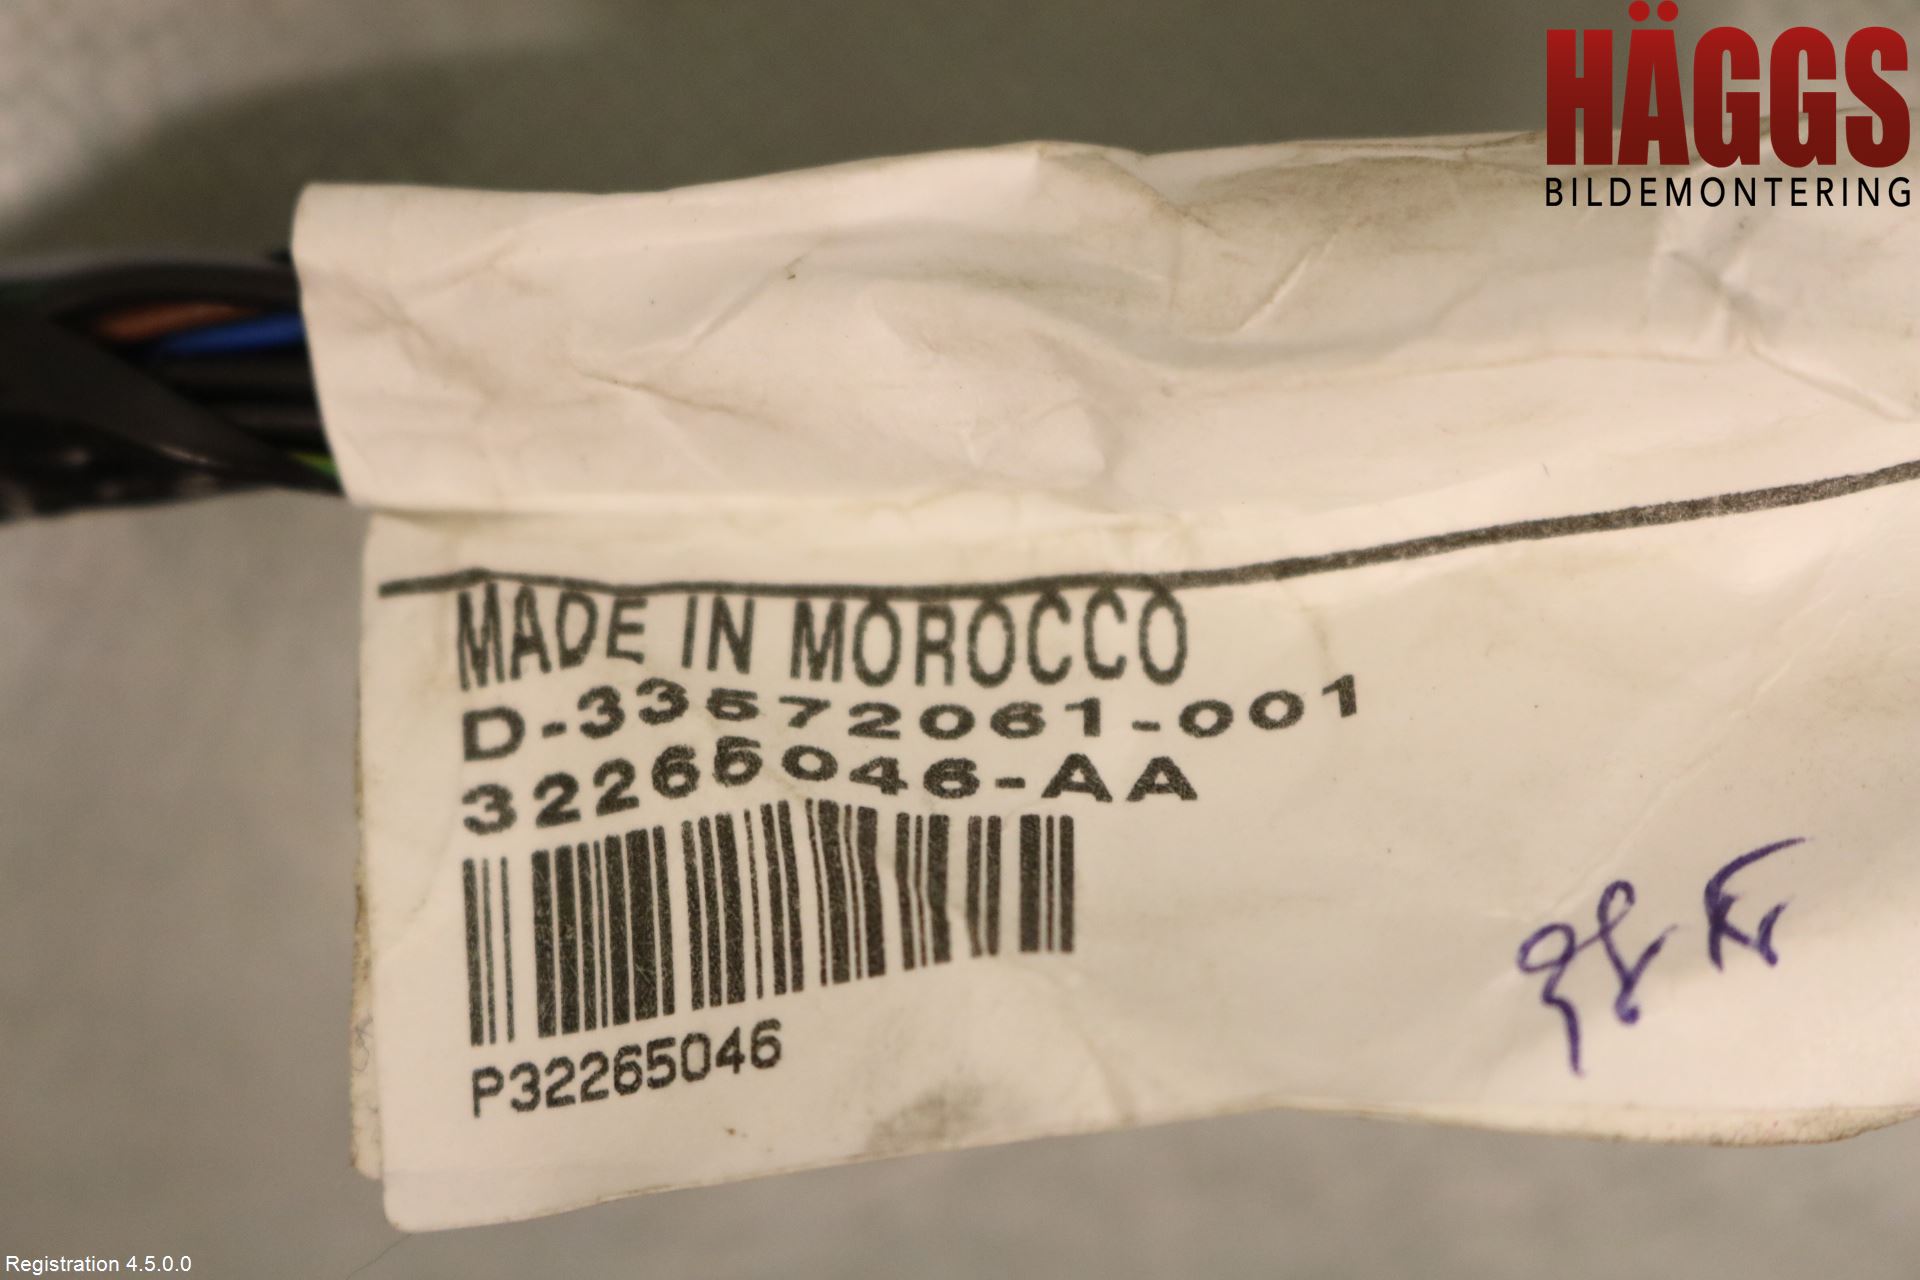 HÄGGS
BILDEMONTERING
MADE IN MOROCCO
D-33572061-001
32265046-AA
P32265046
Registration 4.5.0.0